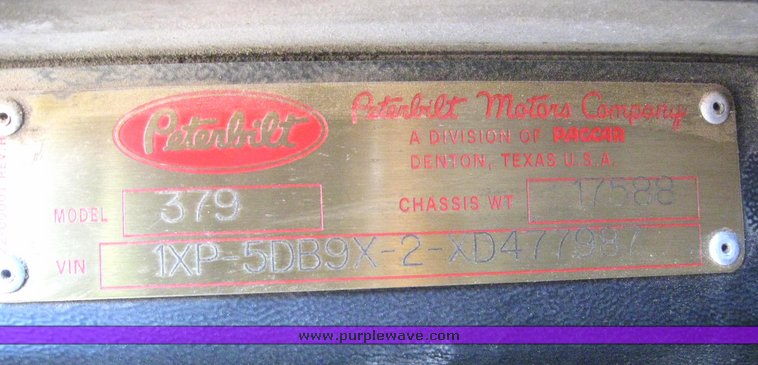 Peterbilt
Peterbilt Motors Company
A DIVISION OF PACCAR
DENTON, TEXAS U.S.A.
MODEL 379
CHASSIS WT 17588
VIN 1XP-5DB9X-2-XD477987
www.purplewave.com